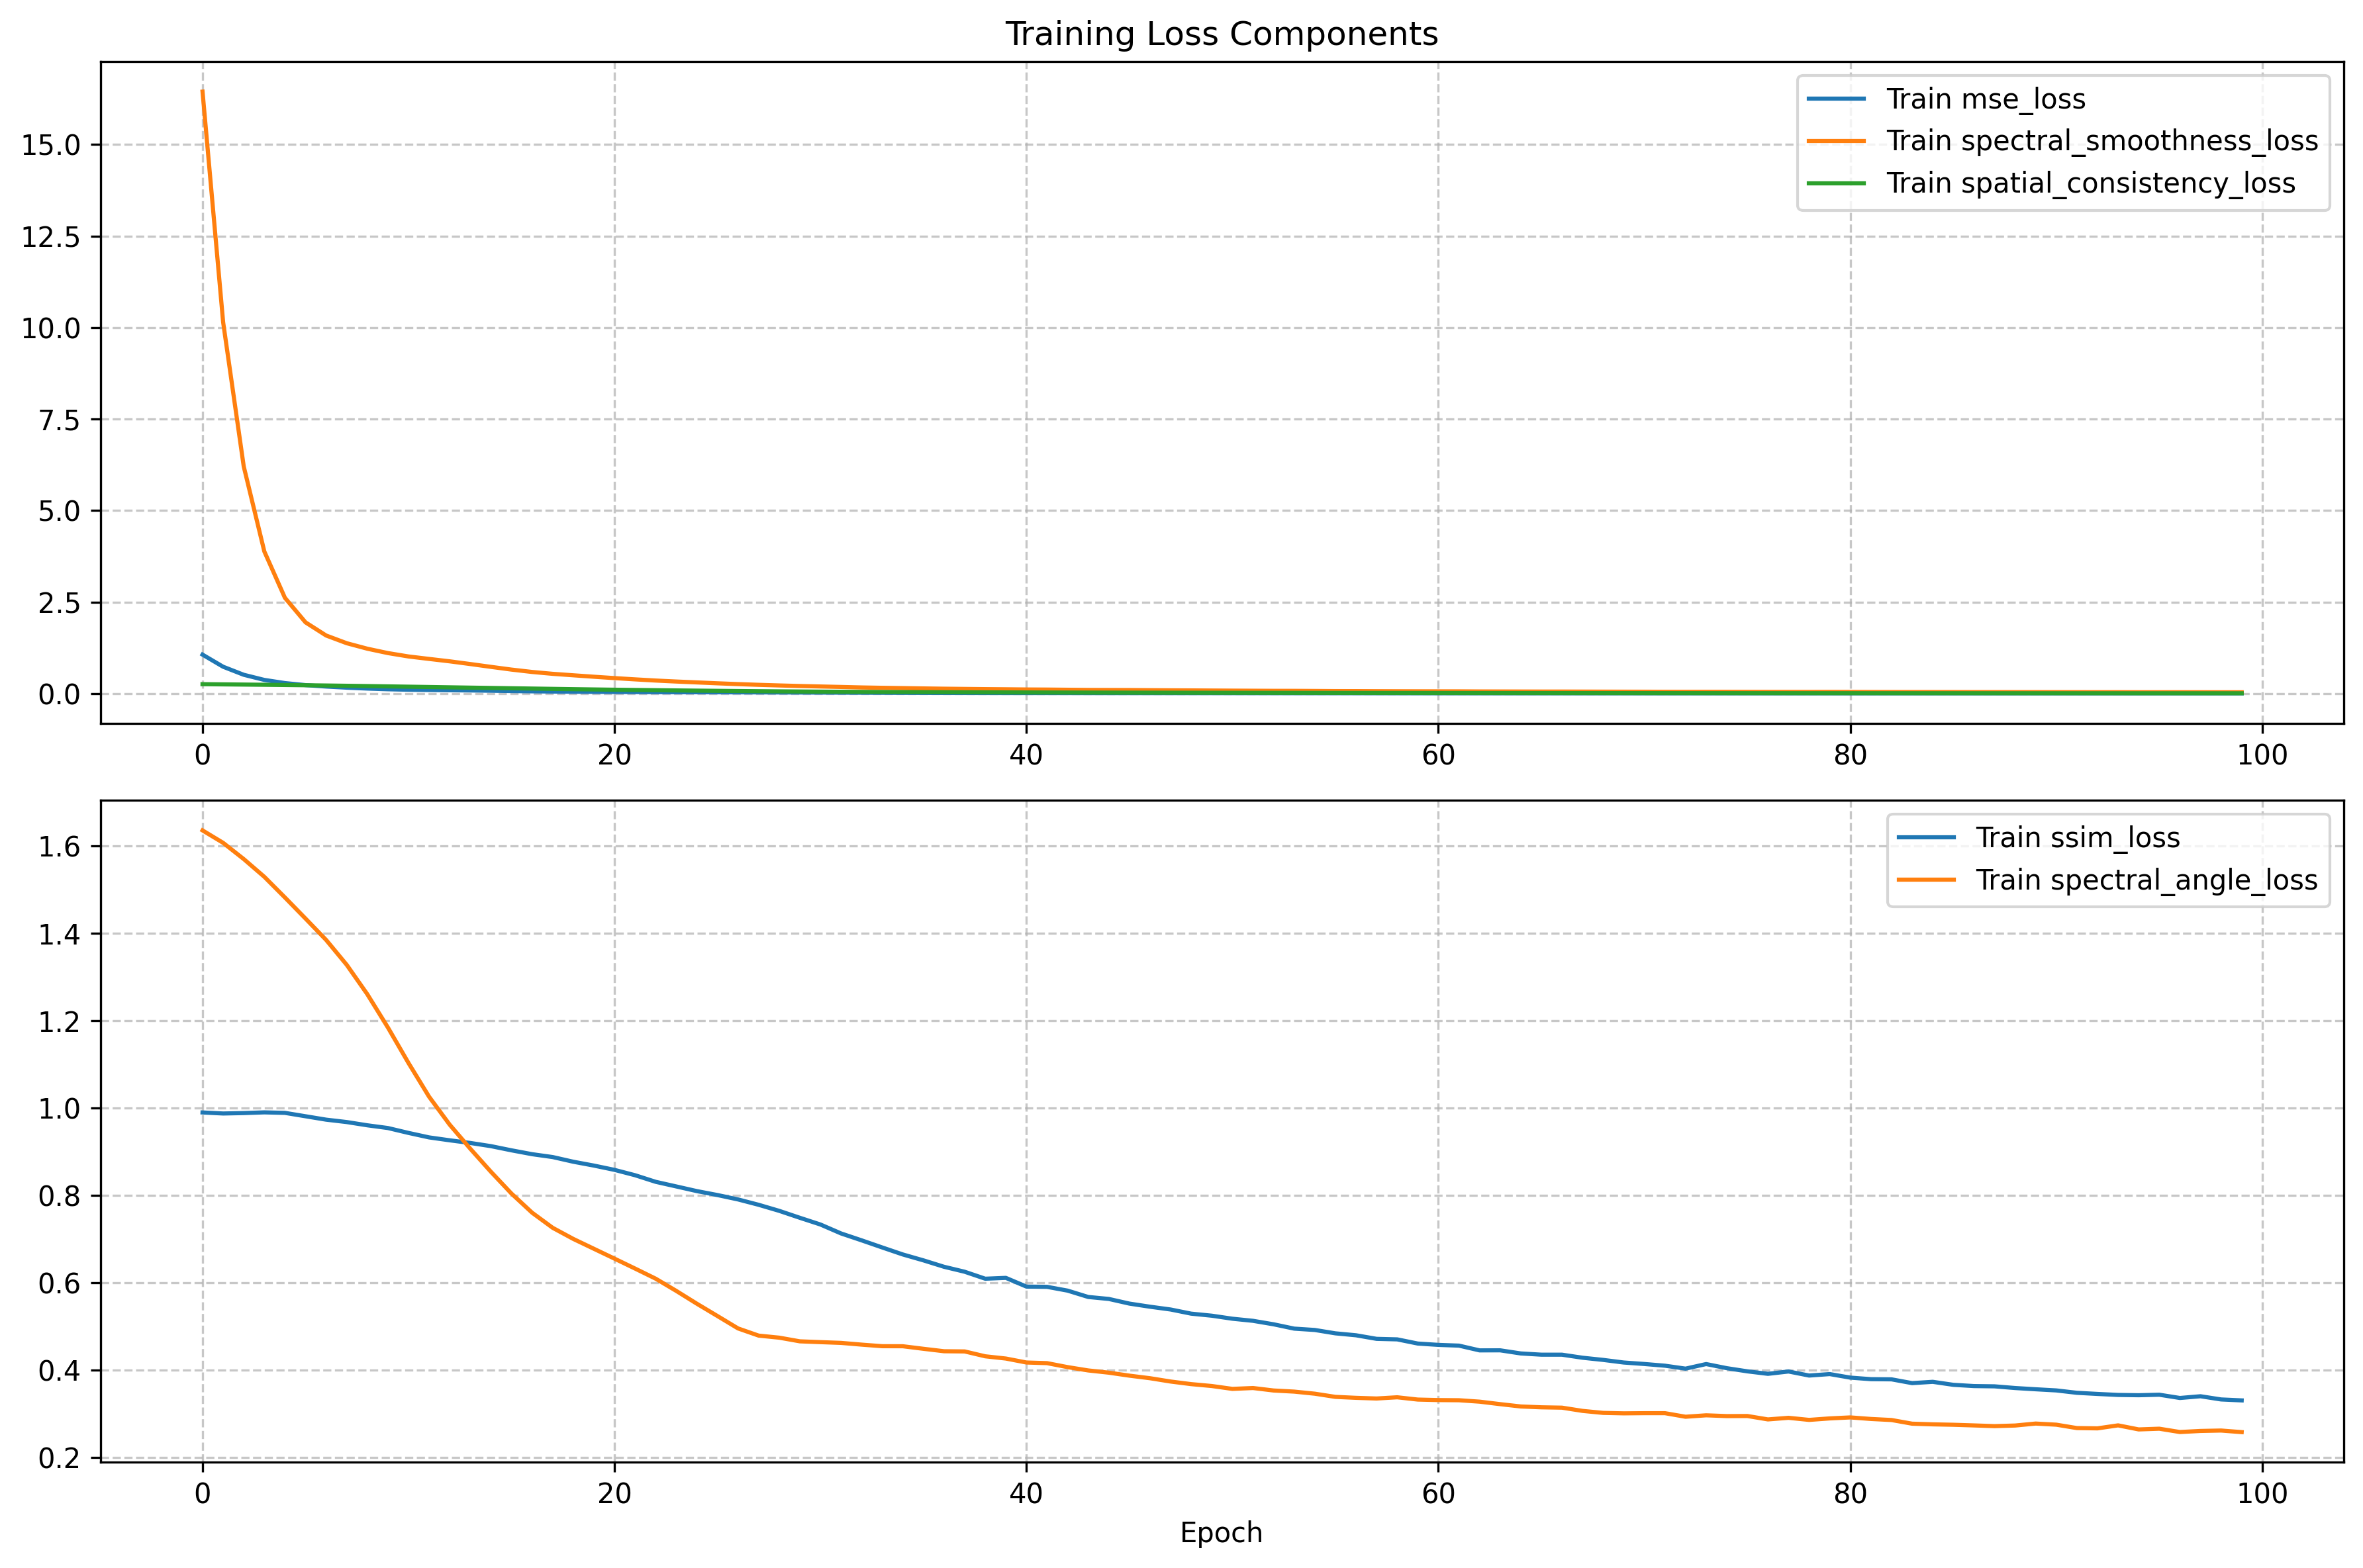 Training Loss Components
Train mse_loss
Train spectral_smoothness_loss
Train spatial_consistency_loss
15.0
12.5
10.0
7.5
5.0
2.5
0.0
0 20 40 60 80 100
Train ssim_loss
Train spectral_angle_loss
1.6
1.4
1.2
1.0
0.8
0.6
0.4
0.2
0 20 40 60 80 100
Epoch